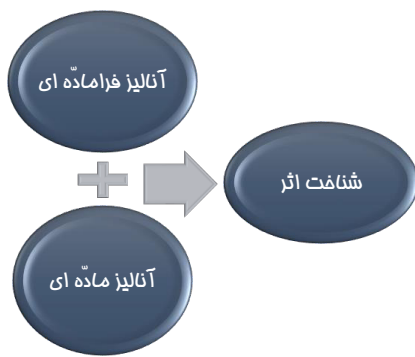 آنالیز فرامادّه ای
شناخت اثر
آنالیز مادّه ای